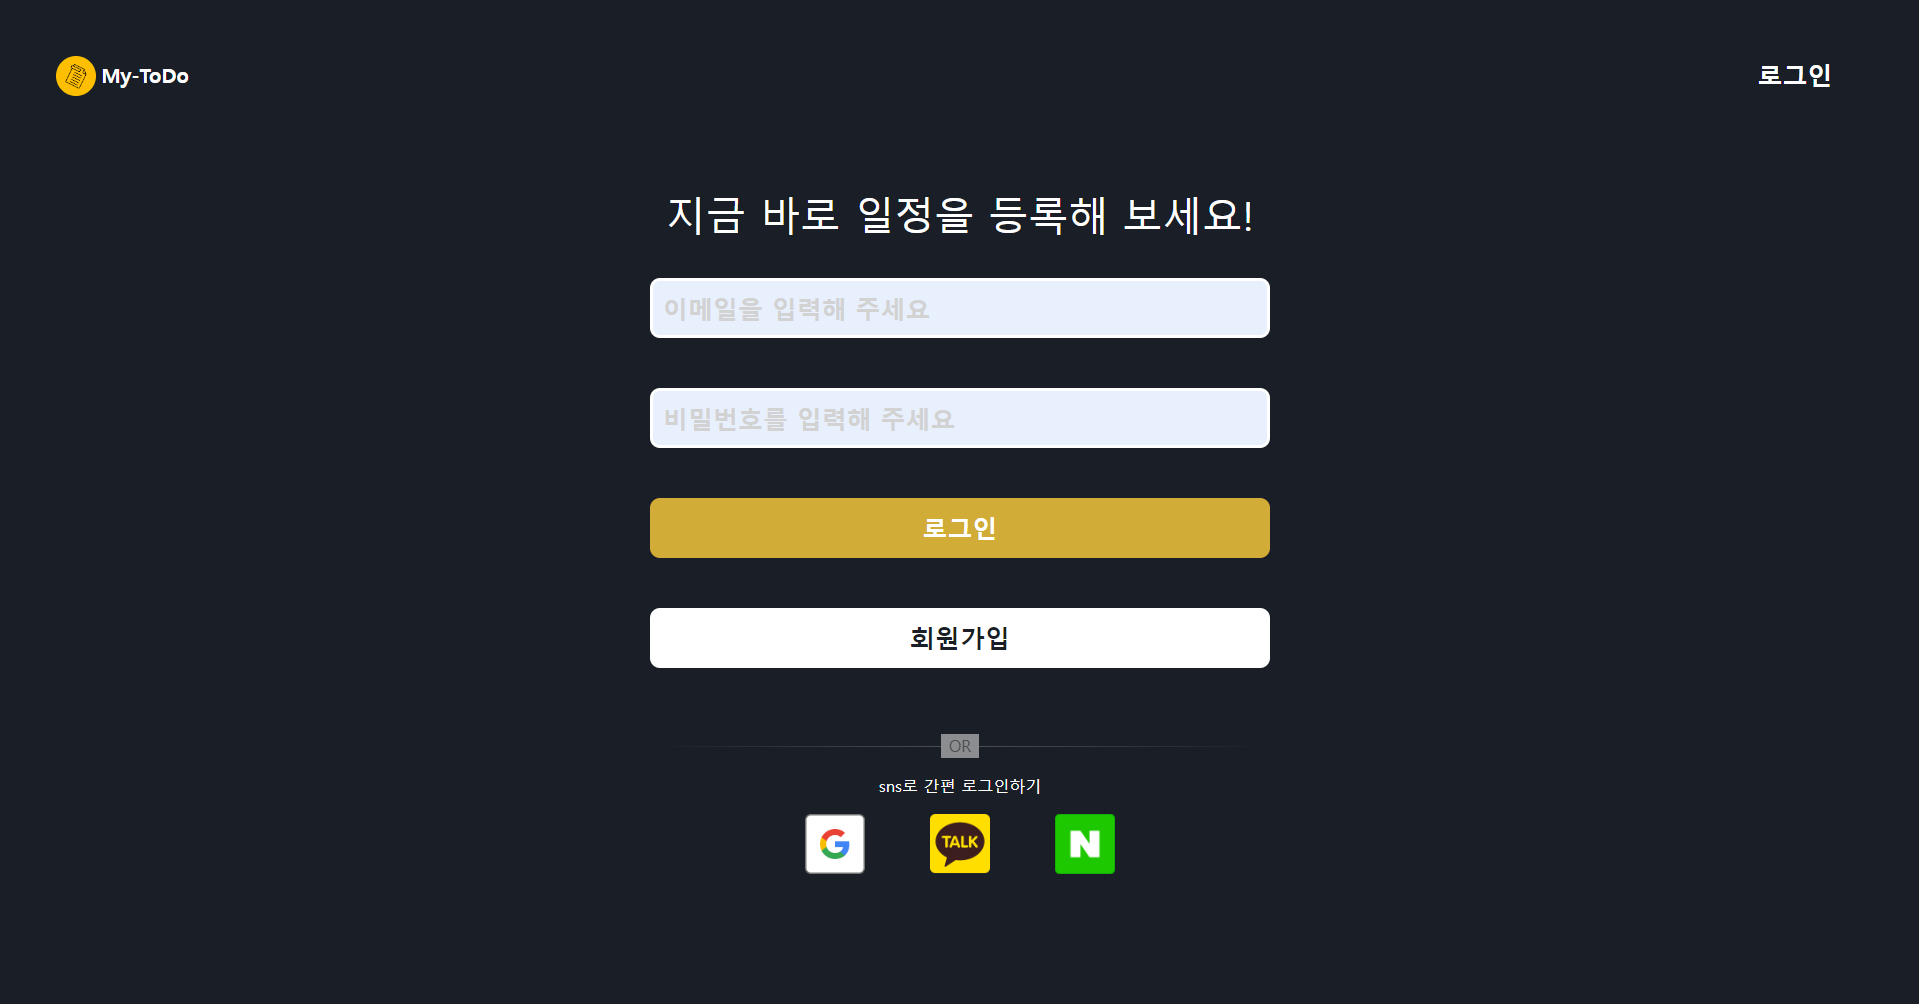 My-ToDo
로그인
지금 바로 일정을 등록해 보세요!
이메일을 입력해 주세요
비밀번호를 입력해 주세요
로그인
회원가입
OR
sns로 간편 로그인하기
G
TALK
N